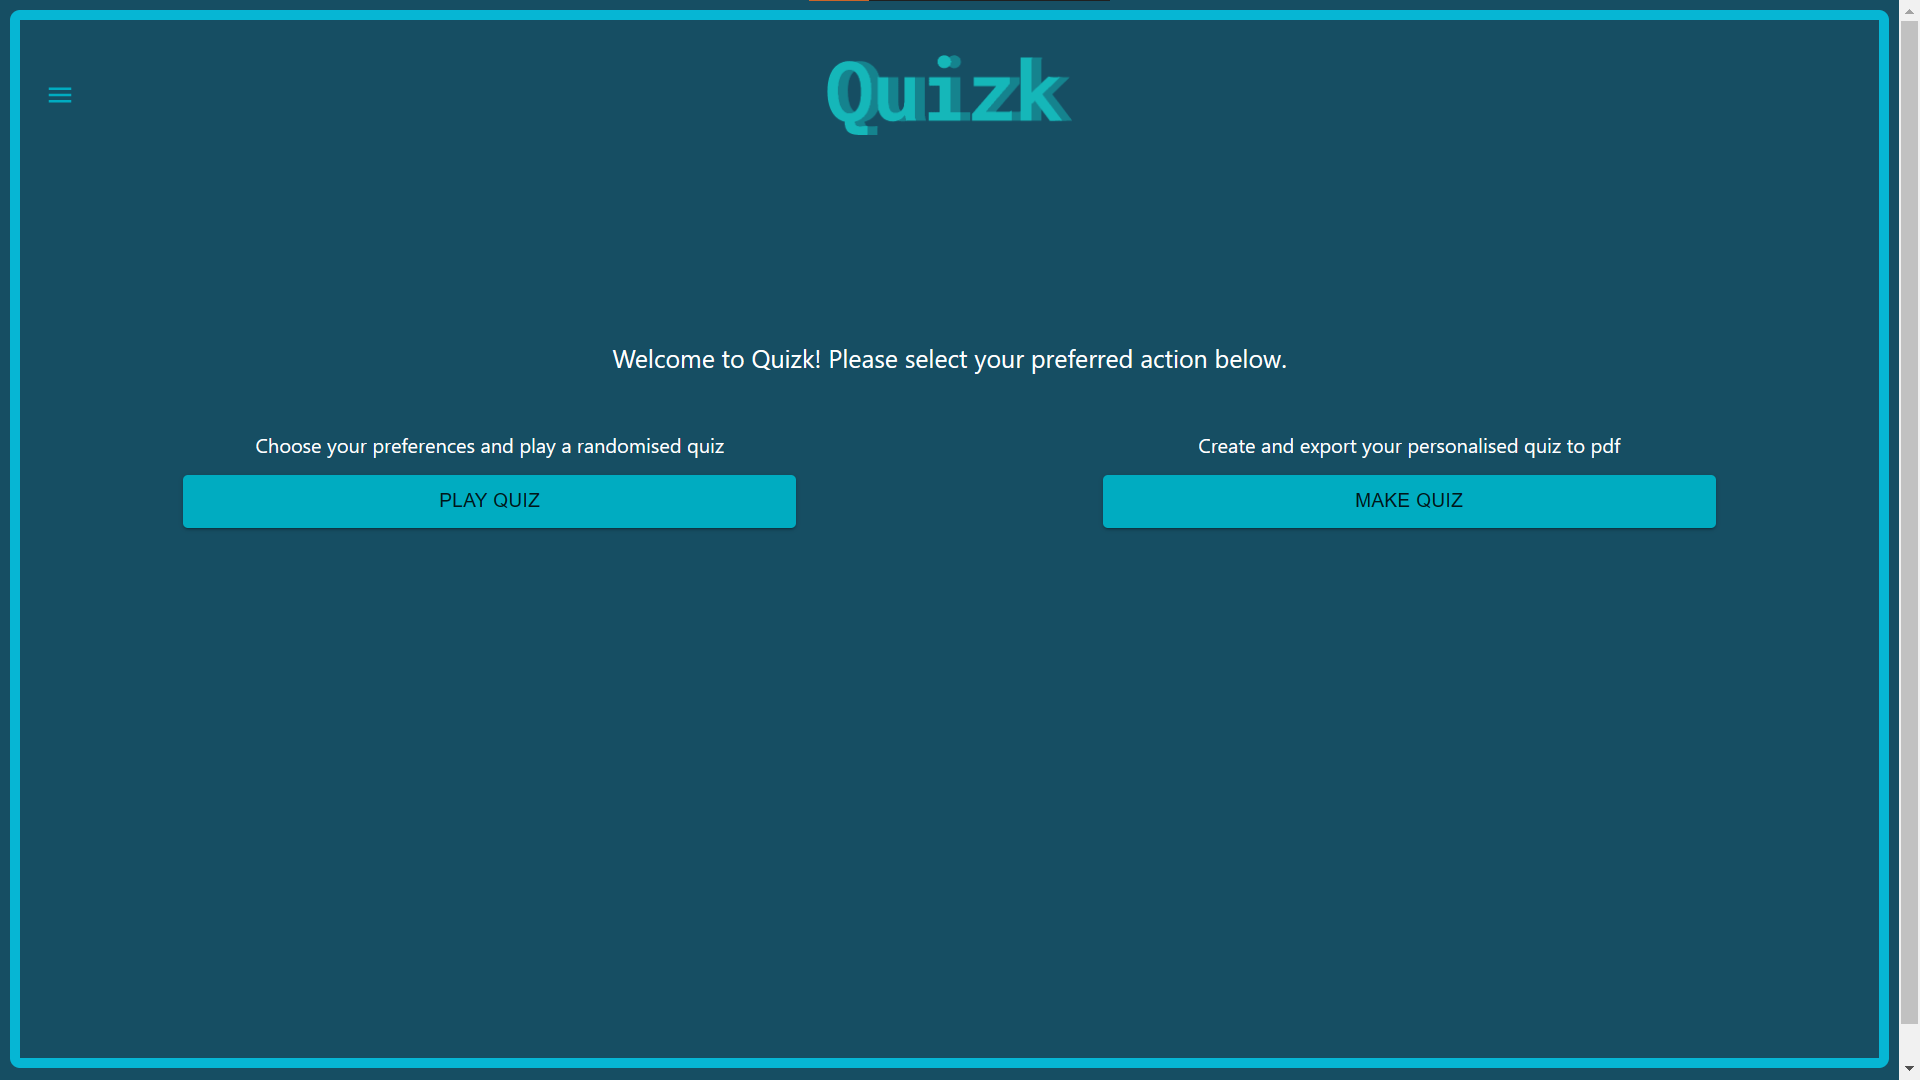 Quizk
Welcome to Quizk! Please select your preferred action below.
Choose your preferences and play a randomised quiz
PLAY QUIZ
Create and export your personalised quiz to pdf
MAKE QUIZ